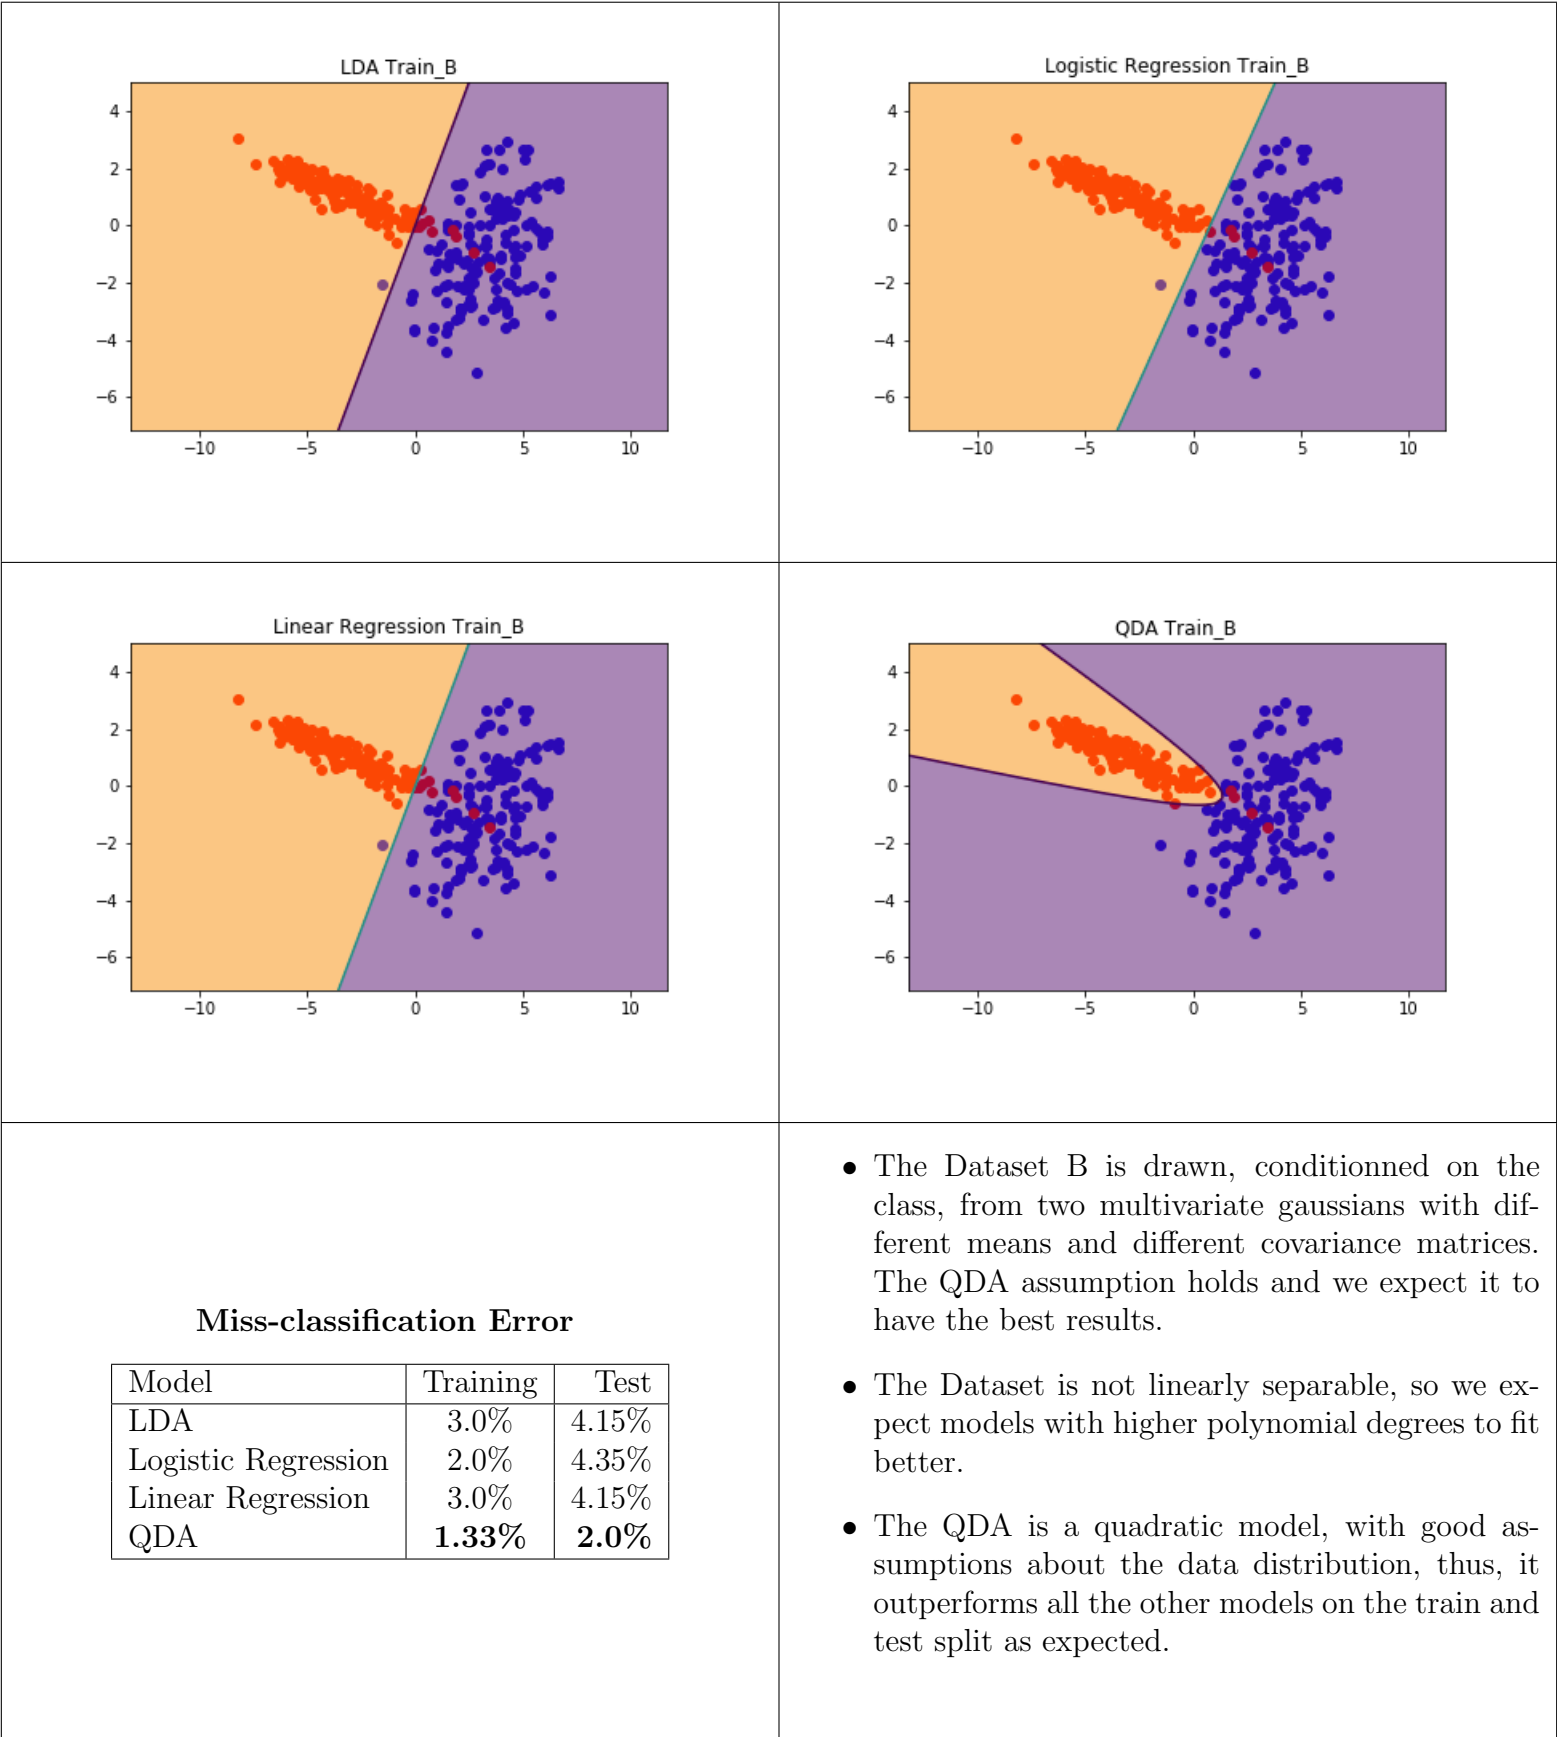 LDA Train_B
4
2
0
−2
−4
−6
−10 −5 0 5 10
Logistic Regression Train_B
4
2
0
−2
−4
−6
−10 −5 0 5 10
Linear Regression Train_B
4
2
0
−2
−4
−6
−10 −5 0 5 10
QDA Train_B
4
2
0
−2
−4
−6
−10 −5 0 5 10
Miss-classification Error
Model Training Test
LDA 3.0% 4.15%
Logistic Regression 2.0% 4.35%
Linear Regression 3.0% 4.15%
QDA 1.33% 2.0%
• The Dataset B is drawn, conditionned on the
class, from two multivariate gaussians with dif-
ferent means and different covariance matrices.
The QDA assumption holds and we expect it to
have the best results.
• The Dataset is not linearly separable, so we ex-
pect models with higher polynomial degrees to fit
better.
• The QDA is a quadratic model, with good as-
sumptions about the data distribution, thus, it
outperforms all the other models on the train and
test split as expected.